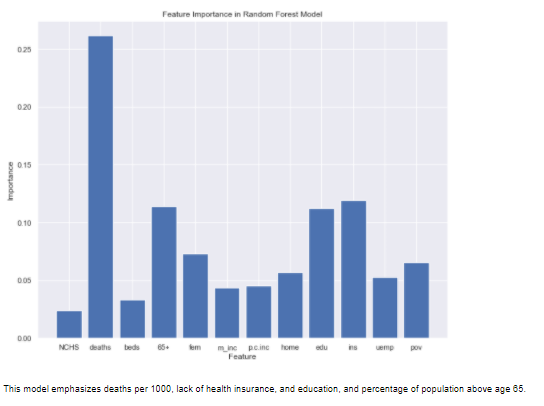 Feature Importance in Random Forest Model
0.25
0.20
0.15
0.10
0.05
0.00
Importance
NCHS deaths beds 65+ fem m_inc p.c.inc home edu ins uemp pov
Feature
This model emphasizes deaths per 1000, lack of health insurance, and education, and percentage of population above age 65.